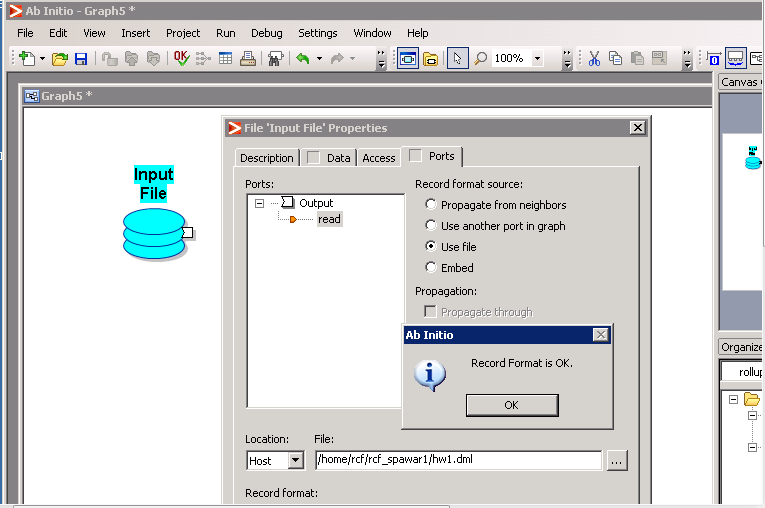 Ab Initio - Graph5 *
File Edit View Insert Project Run Debug Settings Window Help
OK 100%
Graph5 *
Canvas
File 'Input File' Properties
Description Data Access Ports
Input
File
Ports:
Output
read
Record format source:
Propagate from neighbors
Use another port in graph
Use file
Embed
Propagation:
Propagate through
Ab Initio
Record Format is OK.
OK
Organize
rollup
Location: File:
Host /home/rcf/rcf_spawar1/hw1.dml ...
Record format: